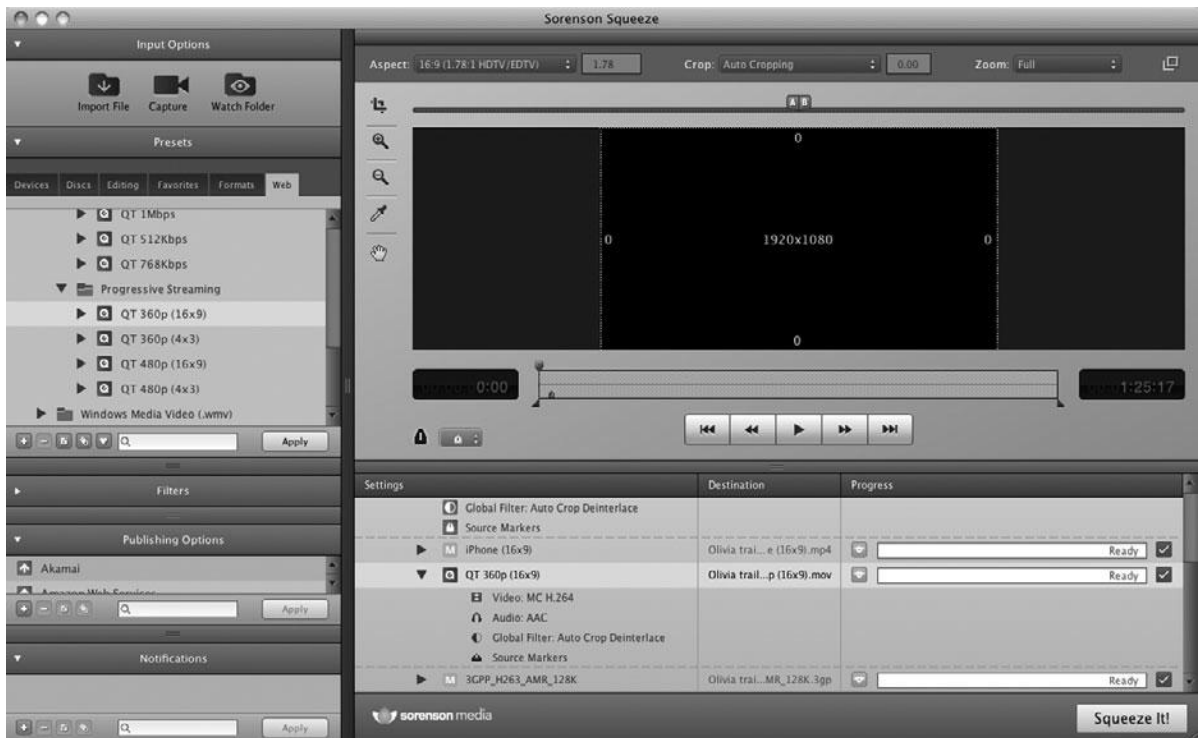 Sorenson Squeeze
Input Options
Import File Capture Watch Folder
Presets
Devices Discs Editing Favorites Formats Web
QT 1Mbps
QT 512Kbps
QT 768Kbps
Progressive Streaming
QT 360p (16x9)
QT 360p (4x3)
QT 480p (16x9)
QT 480p (4x3)
Windows Media Video (.wmv)
Apply
Filters
Publishing Options
Akamai
Amazon Web Services
Apply
Notifications
Apply
Aspect: 16:9 (1.78:1 HDTV/EDTV) 1.78 Crop: Auto Cropping 0.00 Zoom: Full
A B
0
0 1920x1080 0
0
0:00 1:25:17
Settings Destination Progress
Global Filter: Auto Crop Deinterlace
Source Markers
M iPhone (16x9) Olivia trai...e (16x9).mp4 Ready
QT 360p (16x9) Olivia trail...p (16x9).mov Ready
Video: MC H.264
Audio: AAC
Global Filter: Auto Crop Deinterlace
Source Markers
M 3GPP_H263_AMR_128K Olivia trai...MR_128K.3gp Ready
sorenson media
Squeeze It!